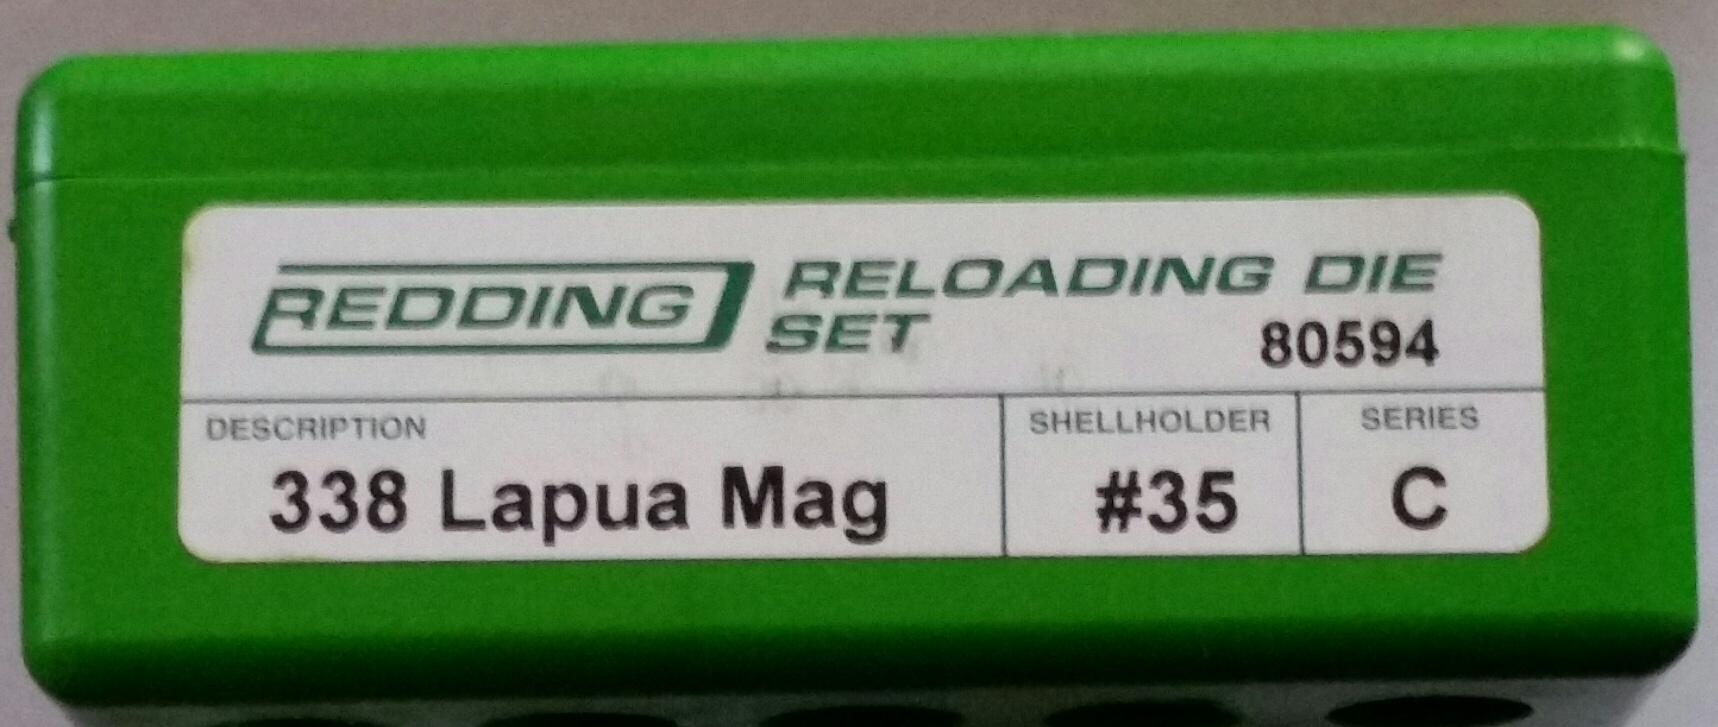 REDDING RELOADING DIE
SET 80594
DESCRIPTION SHELLHOLDER SERIES
338 Lapua Mag #35 C